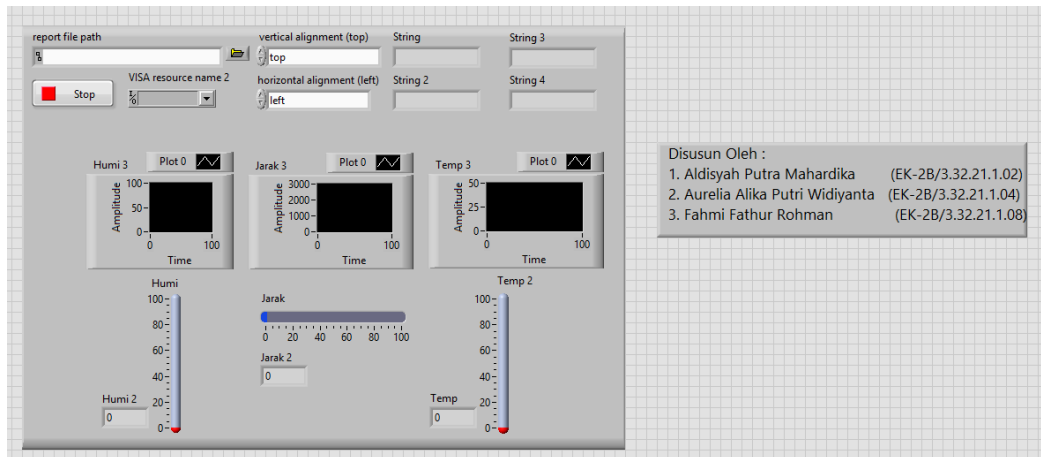 report file path
vertical alignment (top)
String
String 3
top
Stop
VISA resource name 2
horizontal alignment (left)
String 2
String 4
left
Humi 3
Plot 0
Amplitude
100
50
0
0 100
Time
Jarak 3
Plot 0
Amplitude
3000
2000
1000
0
0 100
Time
Temp 3
Plot 0
Amplitude
50
25
0
0 100
Time
Humi
100
80
60
40
20
0
Humi 2
0
Jarak
0 20 40 60 80 100
Jarak 2
0
Temp 2
100
80
60
40
20
0
Temp
0
Disusun Oleh :
1. Aldisyah Putra Mahardika (EK-2B/3.32.21.1.02)
2. Aurelia Alika Putri Widiyanta (EK-2B/3.32.21.1.04)
3. Fahmi Fathur Rohman (EK-2B/3.32.21.1.08)